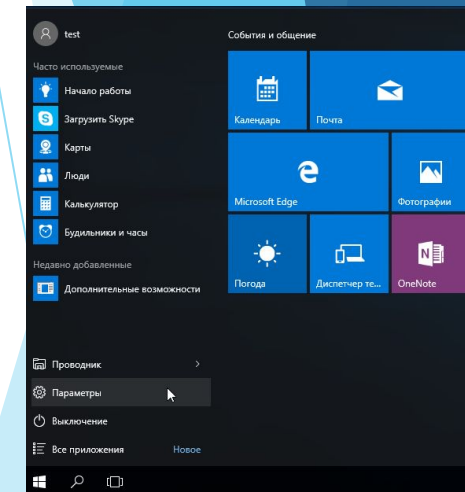 test
Часто используемые
Начало работы
Загрузить Skype
Карты
Люди
Калькулятор
Будильники и часы
Недавно добавленные
Дополнительные возможности
Проводник
Параметры
Выключение
Все приложения Новое
События и общение
Календарь Почта
Microsoft Edge Фотографии
Погода Диспетчер те... OneNote